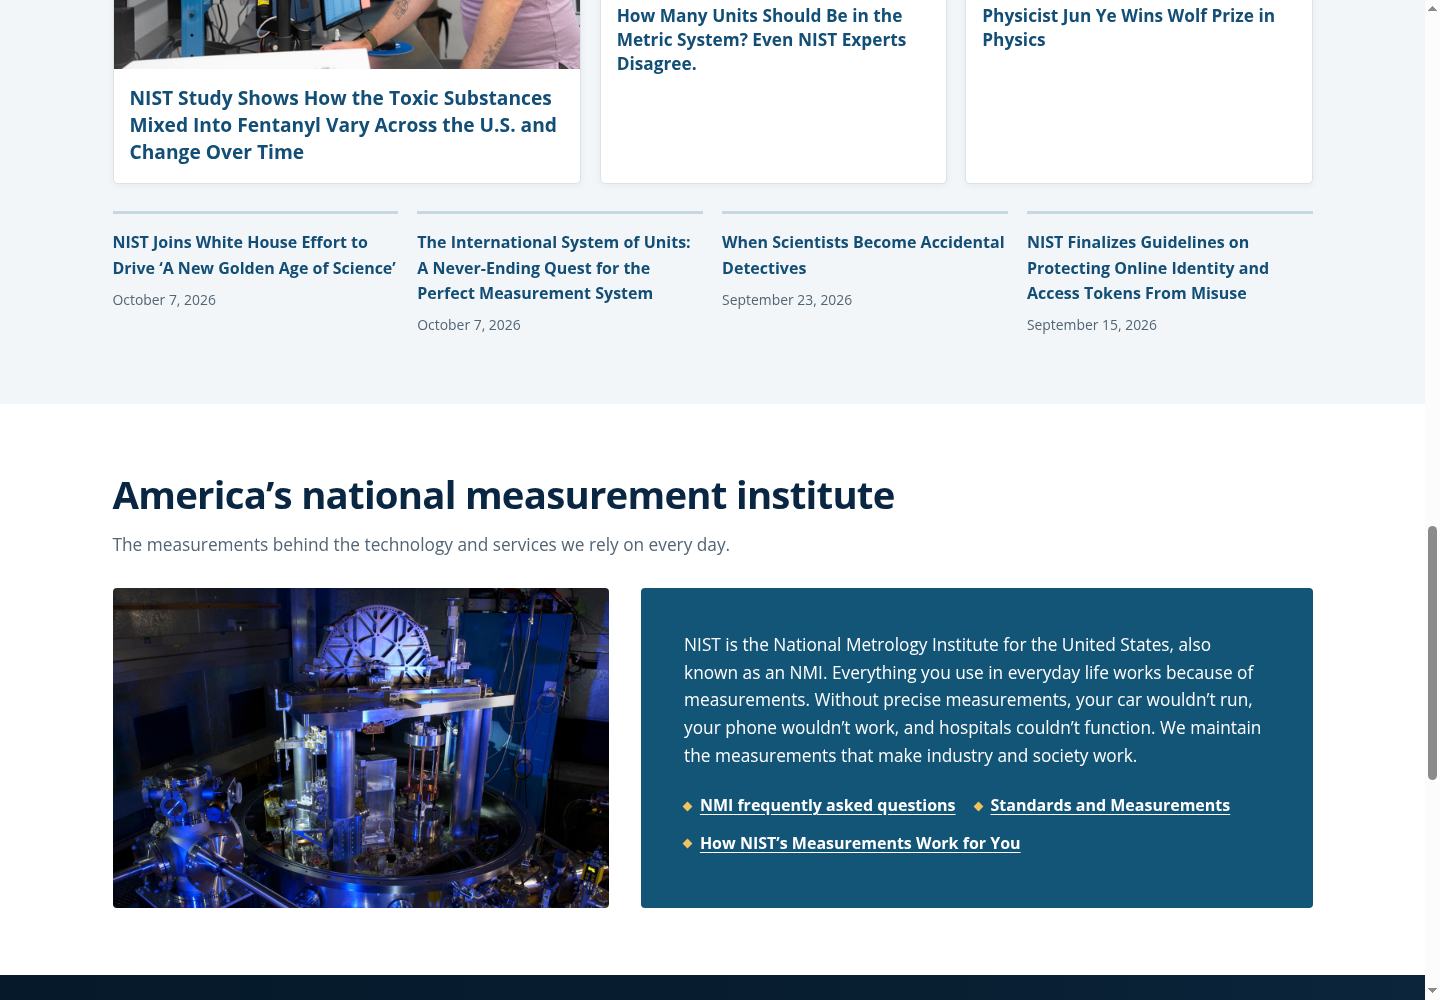 How Many Units Should Be in the
Metric System? Even NIST Experts
Disagree.
Physicist Jun Ye Wins Wolf Prize in
Physics
NIST Study Shows How the Toxic Substances
Mixed Into Fentanyl Vary Across the U.S. and
Change Over Time
NIST Joins White House Effort to
Drive ‘A New Golden Age of Science’
October 7, 2026
The International System of Units:
A Never-Ending Quest for the
Perfect Measurement System
October 7, 2026
When Scientists Become Accidental
Detectives
September 23, 2026
NIST Finalizes Guidelines on
Protecting Online Identity and
Access Tokens From Misuse
September 15, 2026
America’s national measurement institute
The measurements behind the technology and services we rely on every day.
NIST is the National Metrology Institute for the United States, also
known as an NMI. Everything you use in everyday life works because of
measurements. Without precise measurements, your car wouldn’t run,
your phone wouldn’t work, and hospitals couldn’t function. We maintain
the measurements that make industry and society work.
NMI frequently asked questions
Standards and Measurements
How NIST’s Measurements Work for You